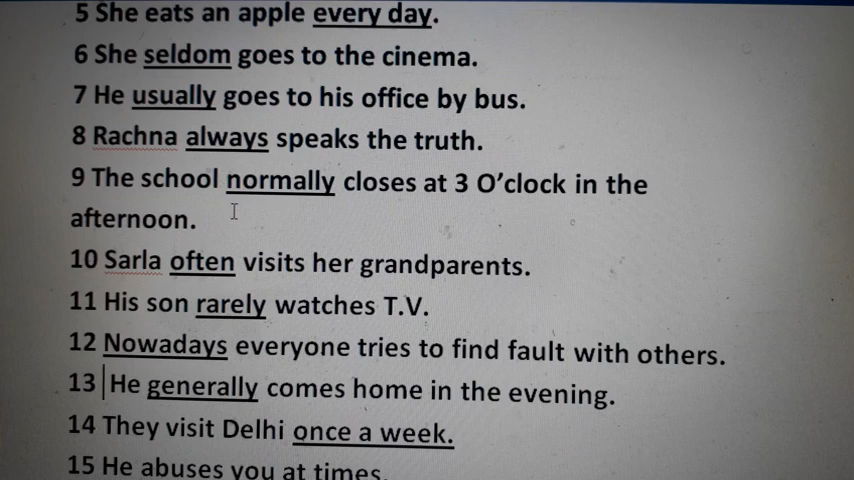 5 She eats an apple every day.
6 She seldom goes to the cinema.
7 He usually goes to his office by bus.
8 Rachna always speaks the truth.
9 The school normally closes at 3 O’clock in the
afternoon.
10 Sarla often visits her grandparents.
11 His son rarely watches T.V.
12 Nowadays everyone tries to find fault with others.
13 He generally comes home in the evening.
14 They visit Delhi once a week.
15 He abuses you at times.